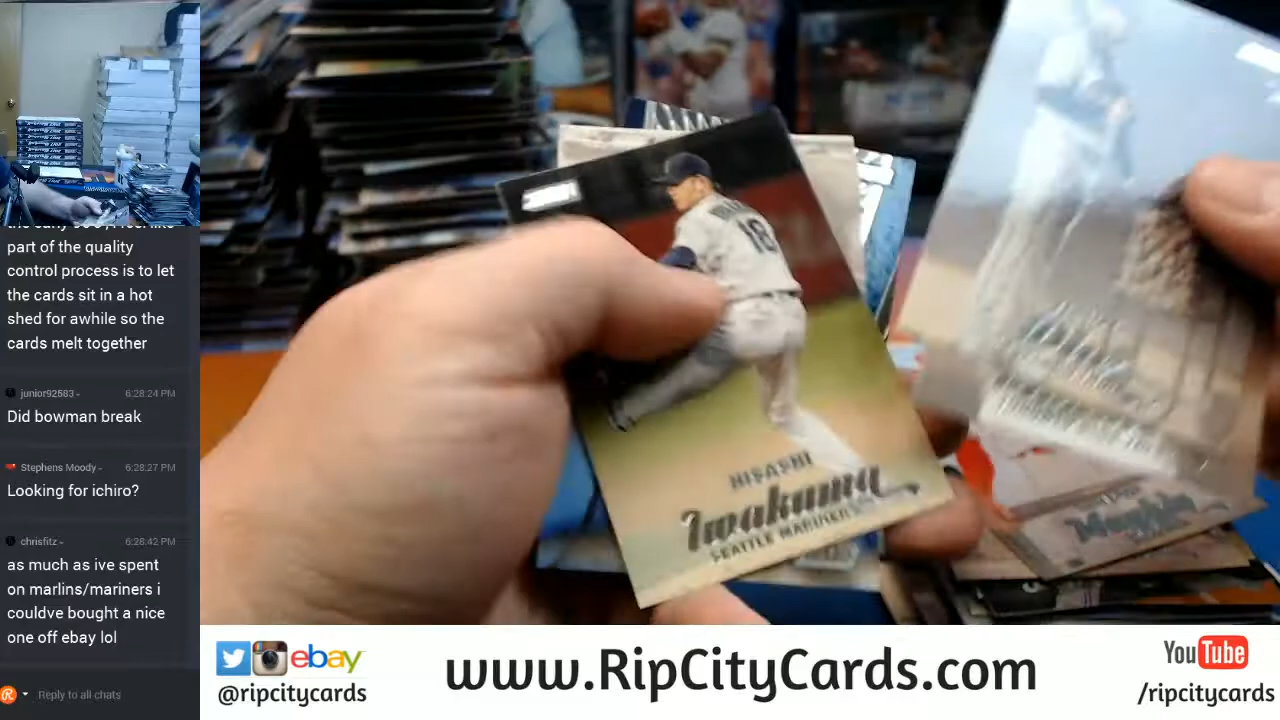 part of the quality
control process is to let
the cards sit in a hot
shed for awhile so the
cards melt together
junior92583
6:28:24 PM
Did bowman break
Stephens Moody
6:28:27 PM
Looking for ichiro?
chrisfitz
6:28:42 PM
as much as ive spent
on marlins/mariners i
couldve bought a nice
one off ebay lol
Reply to all chats
18
HISASHI
Iwakuma
SEATTLE MARINERS
ebay
@ripcitycards
www.RipCityCards.com
YouTube
/ripcitycards